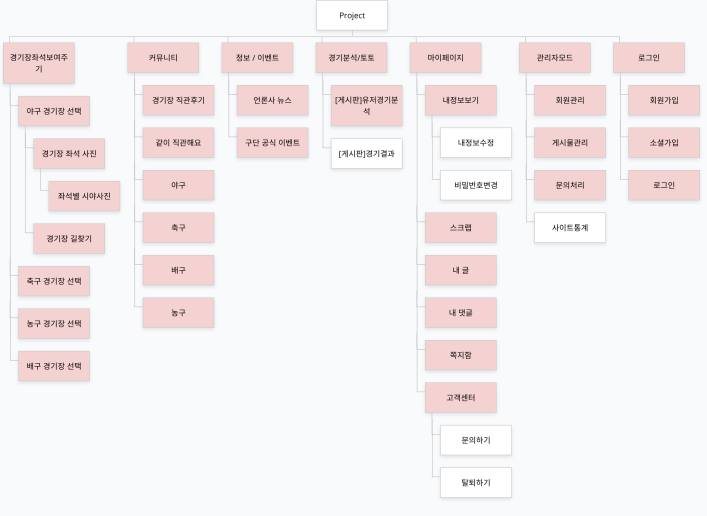 Project
경기장좌석보여주
기
야구 경기장 선택
경기장 좌석 사진
좌석별 시야사진
경기장 길찾기
축구 경기장 선택
농구 경기장 선택
배구 경기장 선택
커뮤니티
경기장 직관후기
같이 직관해요
야구
축구
배구
농구
정보 / 이벤트
언론사 뉴스
구단 공식 이벤트
경기분석/토토
[게시판]유저경기분
석
[게시판]경기결과
마이페이지
내정보보기
내정보수정
비밀번호변경
스크랩
내 글
내 댓글
쪽지함
고객센터
문의하기
탈퇴하기
관리자모드
회원관리
게시물관리
문의처리
사이트통계
로그인
회원가입
소셜가입
로그인